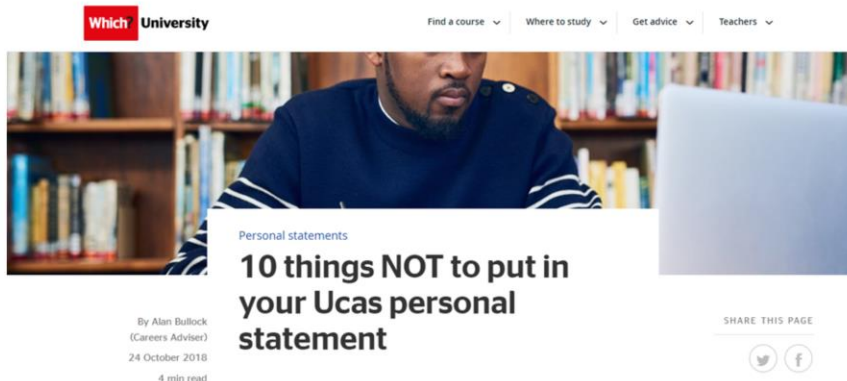 Which? University
Find a course
Where to study
Get advice
Teachers
Personal statements
10 things NOT to put in
your Ucas personal
statement
By Alan Bullock
(Careers Adviser)
24 October 2018
4 min read
SHARE THIS PAGE